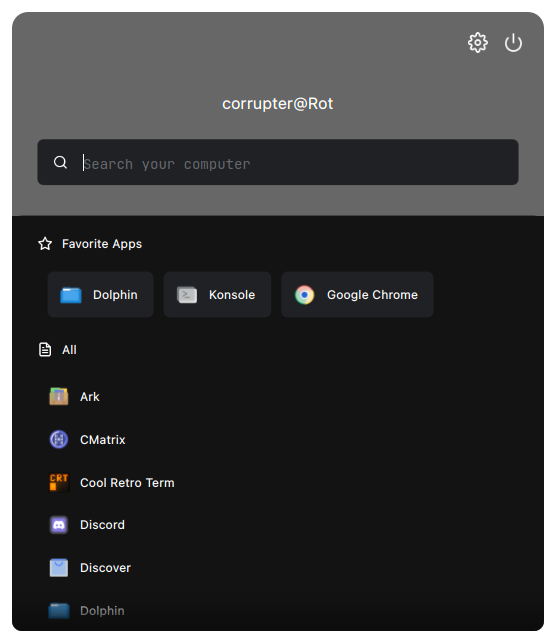 corrupter@Rot
Search your computer
Favorite Apps
Dolphin Konsole Google Chrome
All
Ark
CMatrix
CRT Cool Retro Term
Discord
Discover
Dolphin